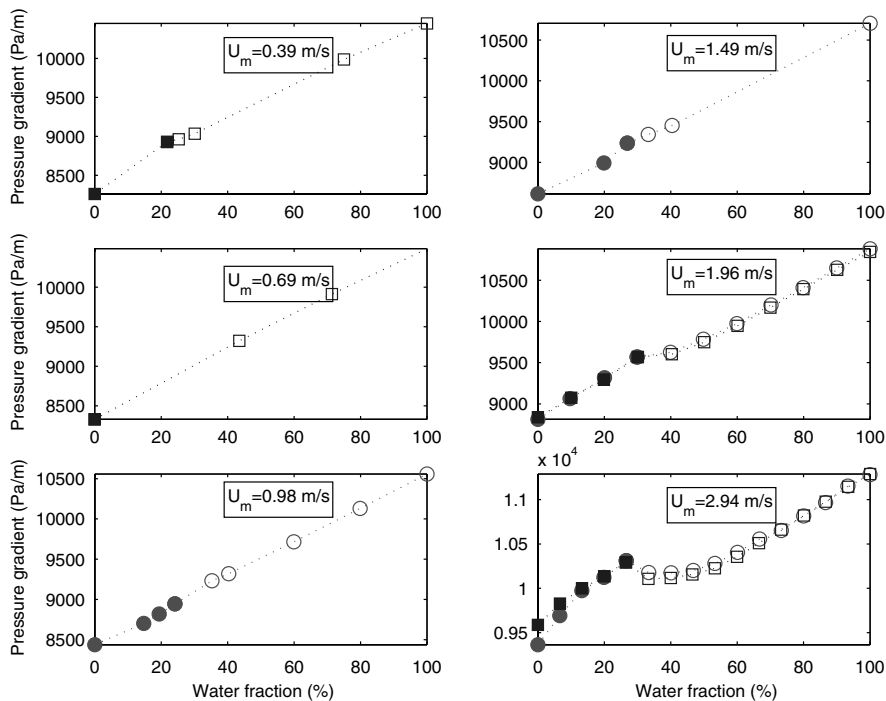 Pressure gradient (Pa/m)
10000
9500
9000
8500
U_m=0.39 m/s
0 20 40 60 80 100
10500
10000
9500
9000
U_m=1.49 m/s
0 20 40 60 80 100
Pressure gradient (Pa/m)
10000
9500
9000
8500
U_m=0.69 m/s
0 20 40 60 80 100
10500
10000
9500
9000
U_m=1.96 m/s
0 20 40 60 80 100
Pressure gradient (Pa/m)
10500
10000
9500
9000
8500
U_m=0.98 m/s
0 20 40 60 80 100
Water fraction (%)
x 10^4
1.1
1.05
1
0.95
U_m=2.94 m/s
0 20 40 60 80 100
Water fraction (%)